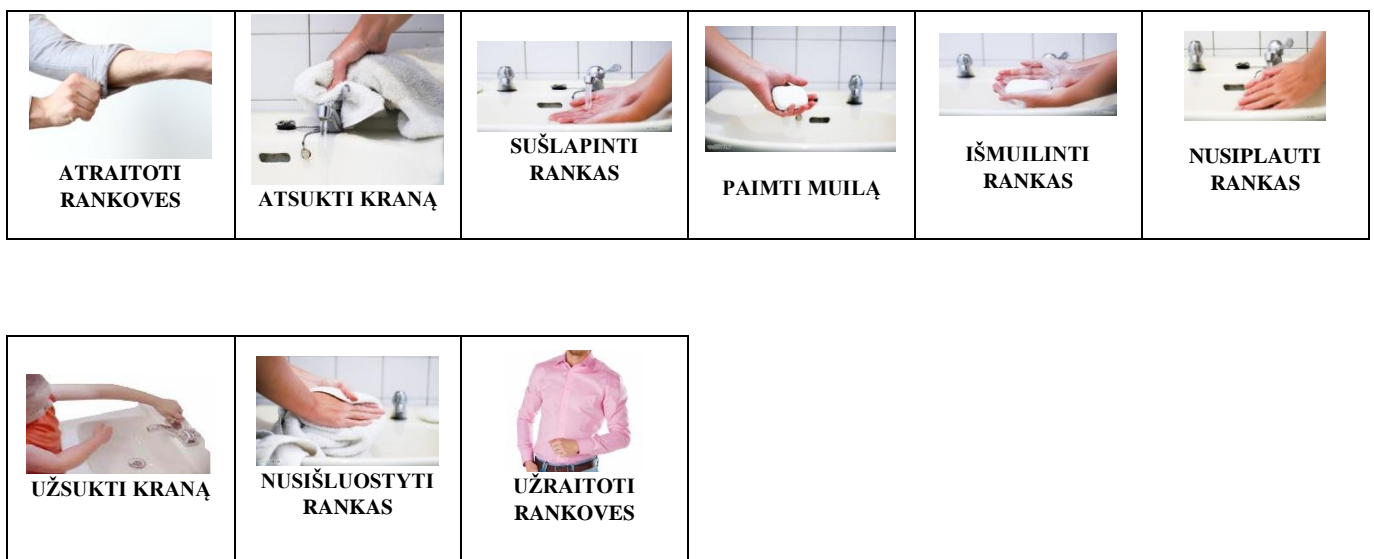 ATRAITOTI
RANKOVES
ATSUKTI KRANĄ
SUŠLAPINTI
RANKAS
PAIMTI MUILĄ
IŠMUILINTI
RANKAS
NUSIPLAUTI
RANKAS
UŽSUKTI KRANĄ
NUSIŠLUOSTYTI
RANKAS
UŽRAITOTI
RANKOVES